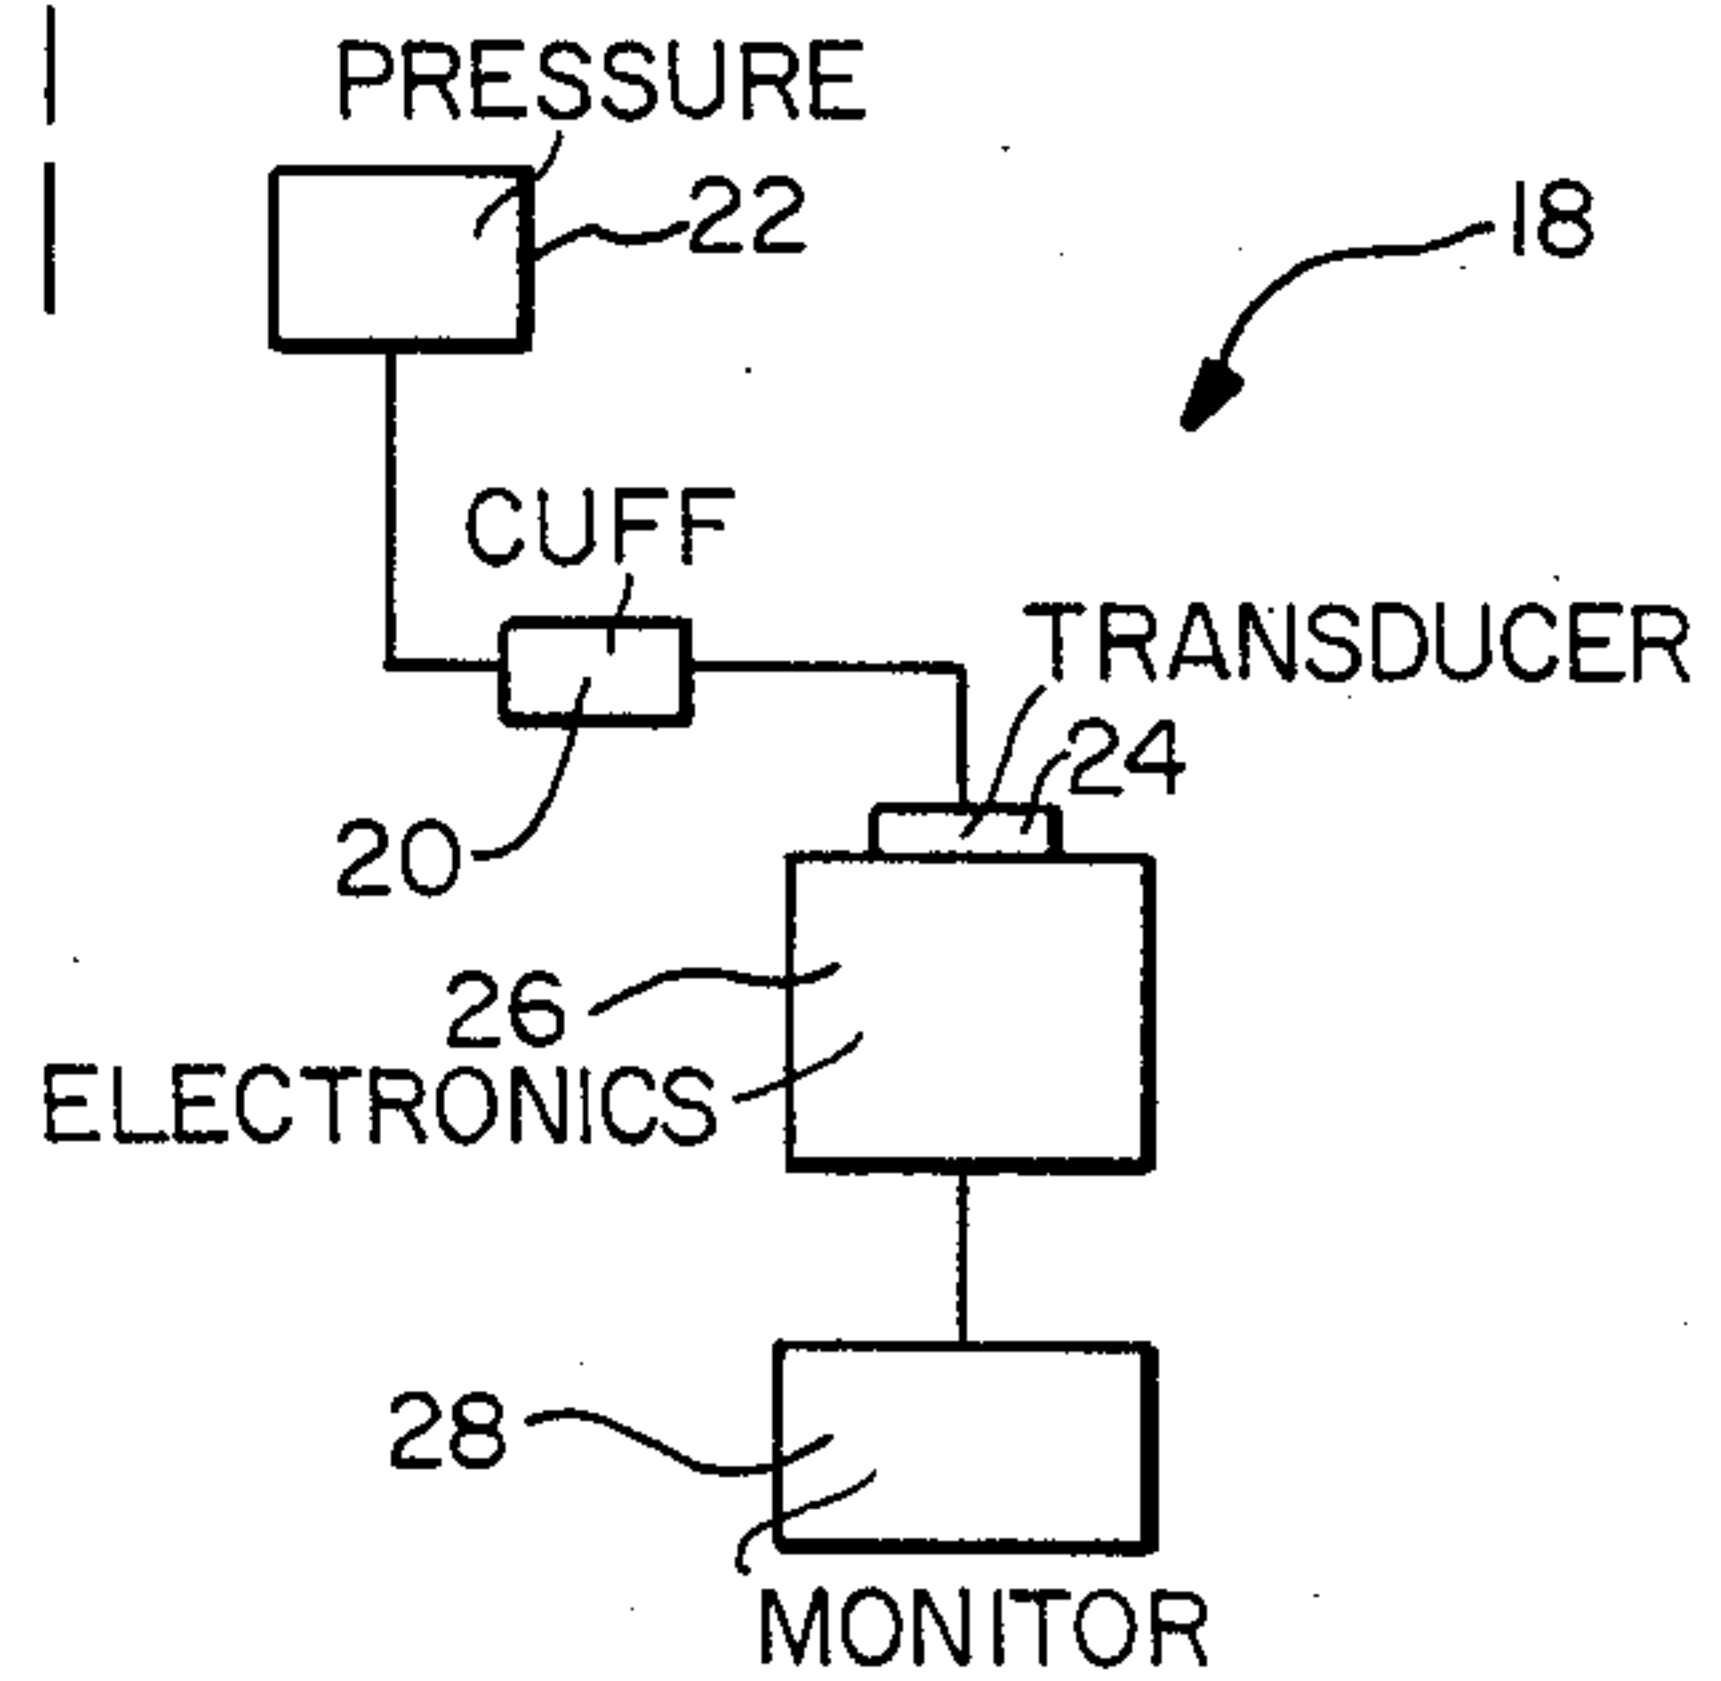 PRESSURE
22
18
CUFF
TRANSDUCER
24
20
26
ELECTRONICS
28
MONITOR